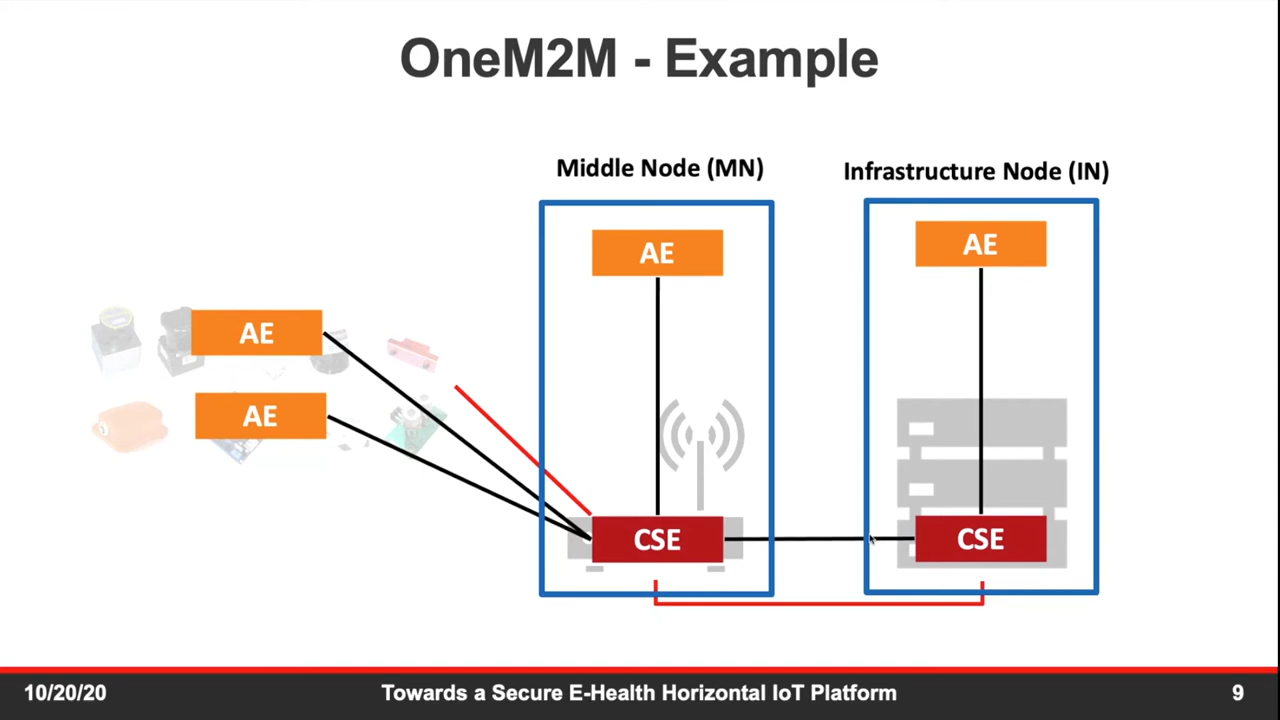 OneM2M - Example
Middle Node (MN)
Infrastructure Node (IN)
AE
AE
AE
AE
CSE
CSE
10/20/20
Towards a Secure E-Health Horizontal IoT Platform
9